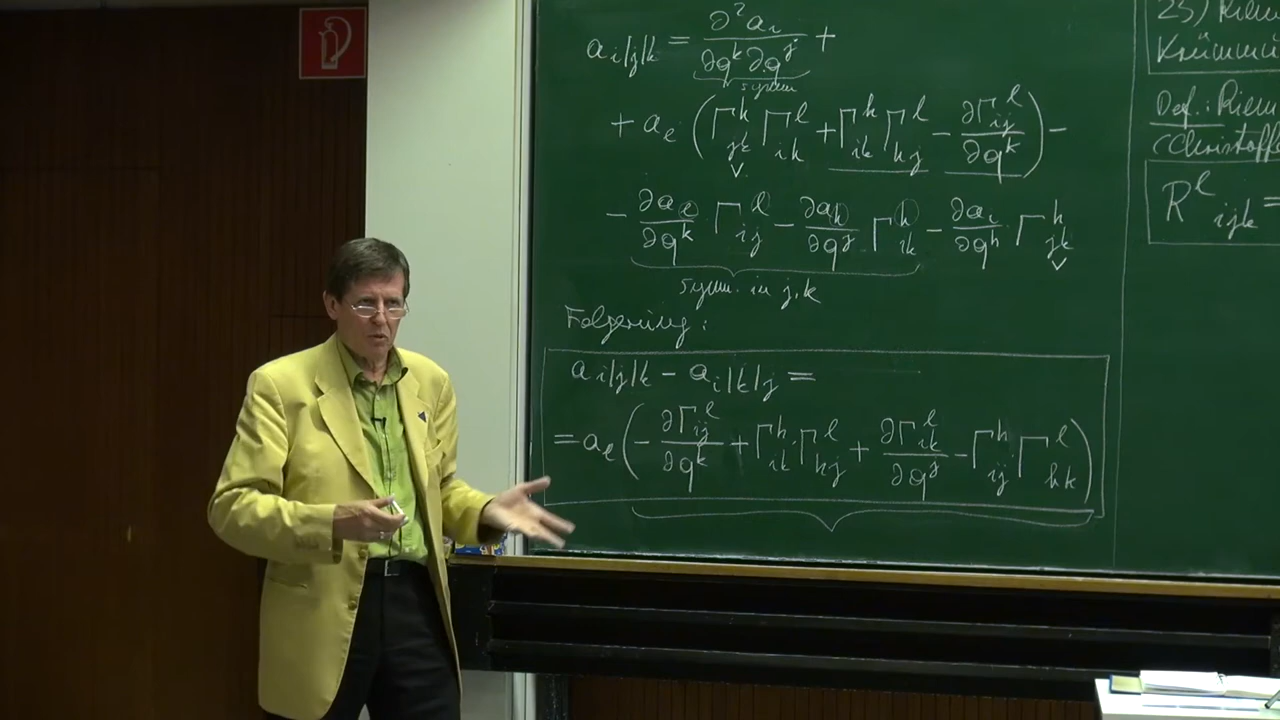 a_{i|j|k} = ∂²a_i/∂q^k∂q^j +
symm
+ a_l (Γ^h_{jk} Γ^l_{ih} + Γ^h_{ik} Γ^l_{hj} − ∂Γ^l_{ij}/∂q^k) −
− ∂a_l/∂q^k Γ^l_{ij} − ∂a_h/∂q^j Γ^h_{ik} − ∂a_i/∂q^h Γ^h_{jk}
symm. in j,k
Folgerung:
a_{i|j|k} − a_{i|k|j} =
= a_l (− ∂Γ^l_{ij}/∂q^k + Γ^h_{ik} Γ^l_{hj} + ∂Γ^l_{ik}/∂q^j − Γ^h_{ij} Γ^l_{hk})
23) Riem
Krümmu
Def.: Riem
(Christoffe
R^l_{ijk} =